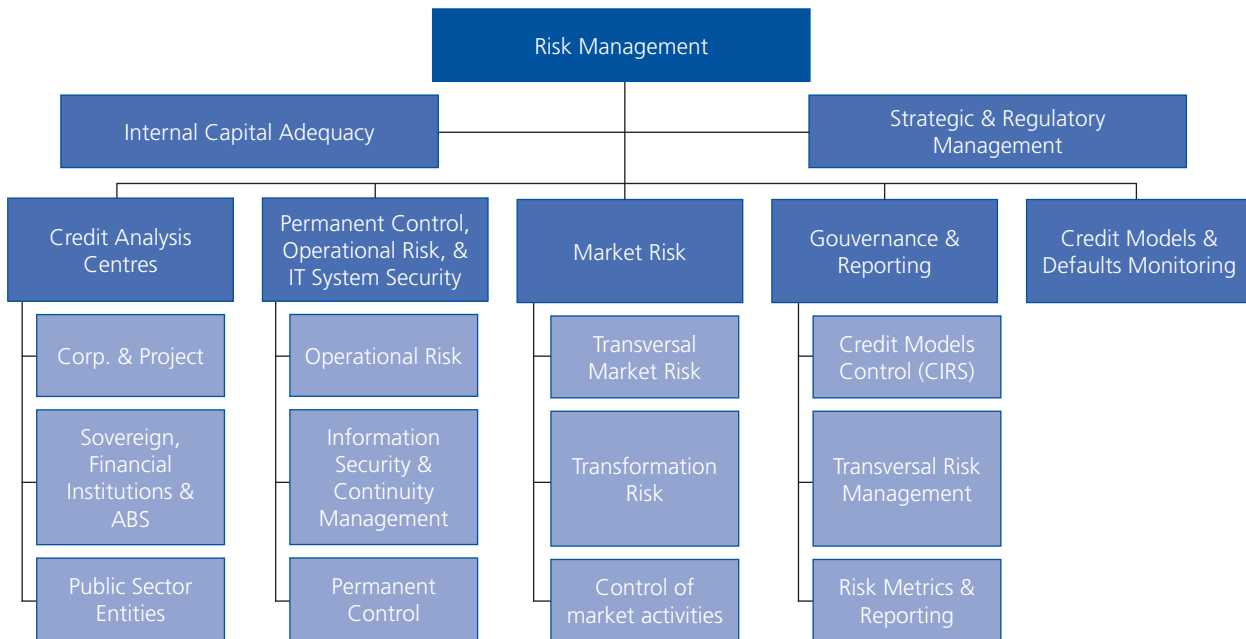 Risk Management
Internal Capital Adequacy
Strategic & Regulatory
Management
Credit Analysis
Centres
Permanent Control,
Operational Risk, &
IT System Security
Market Risk
Gouvernance &
Reporting
Credit Models &
Defaults Monitoring
Corp. & Project
Operational Risk
Transversal
Market Risk
Credit Models
Control (CIRS)
Sovereign,
Financial
Institutions &
ABS
Information
Security &
Continuity
Management
Transformation
Risk
Transversal Risk
Management
Public Sector
Entities
Permanent
Control
Control of
market activities
Risk Metrics &
Reporting